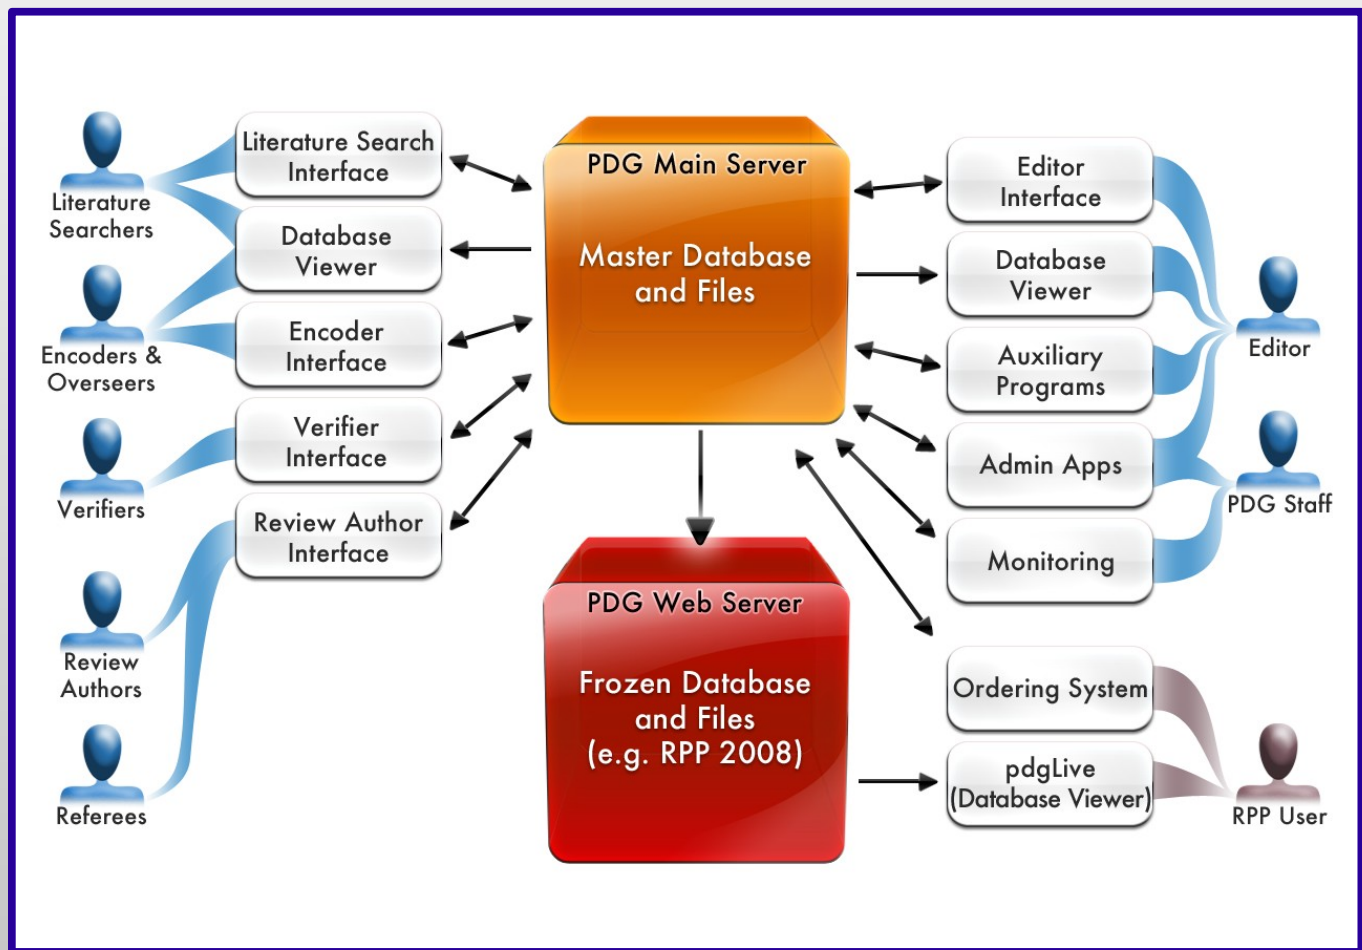 Literature
Searchers
Encoders &
Overseers
Verifiers
Review
Authors
Referees
Literature Search
Interface
Database
Viewer
Encoder
Interface
Verifier
Interface
Review Author
Interface
PDG Main Server
Master Database
and Files
PDG Web Server
Frozen Database
and Files
(e.g. RPP 2008)
Editor
Interface
Database
Viewer
Auxiliary
Programs
Admin Apps
Monitoring
Ordering System
pdgLive
(Database Viewer)
Editor
PDG Staff
RPP User